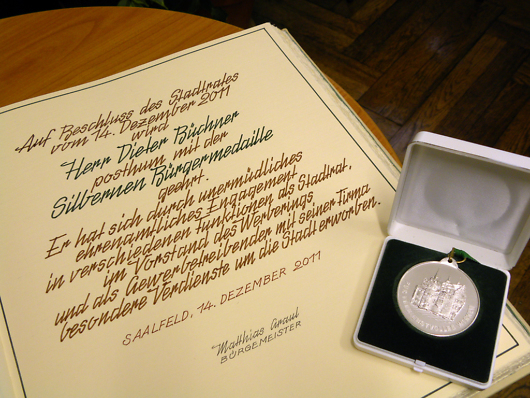 Auf Beschluss des Stadtrates
vom 14. Dezember 2011
wird
Herr Dieter Büchner
posthum mit der
Silbernen Bürgermedaille
geehrt.
Er hat sich durch unermüdliches
ehrenamtliches Engagement
in verschiedenen Funktionen als Stadtrat,
im Vorstand des Werberings
und als Gewerbetreibender mit seiner Firma
besondere Verdienste um die Stadt erworben.
SAALFELD, 14. DEZEMBER 2011
Matthias Graul
BÜRGEMEISTER